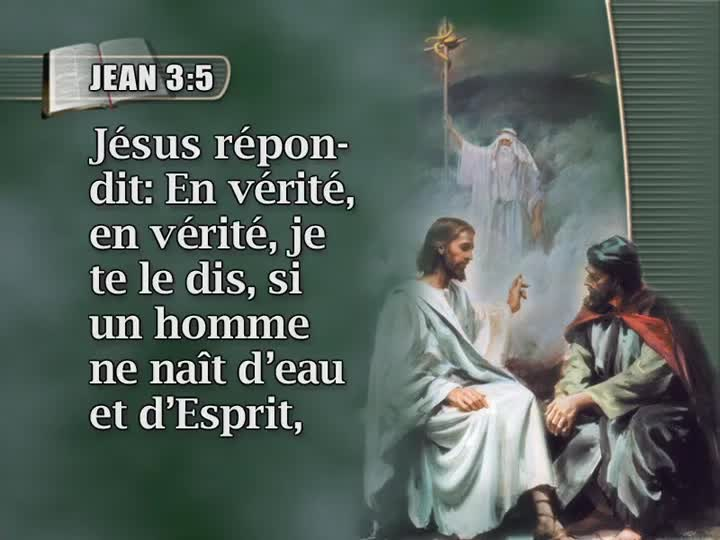 JEAN 3:5
Jésus répon-
dit: En vérité,
en vérité, je
te le dis, si
un homme
ne naît d’eau
et d’Esprit,